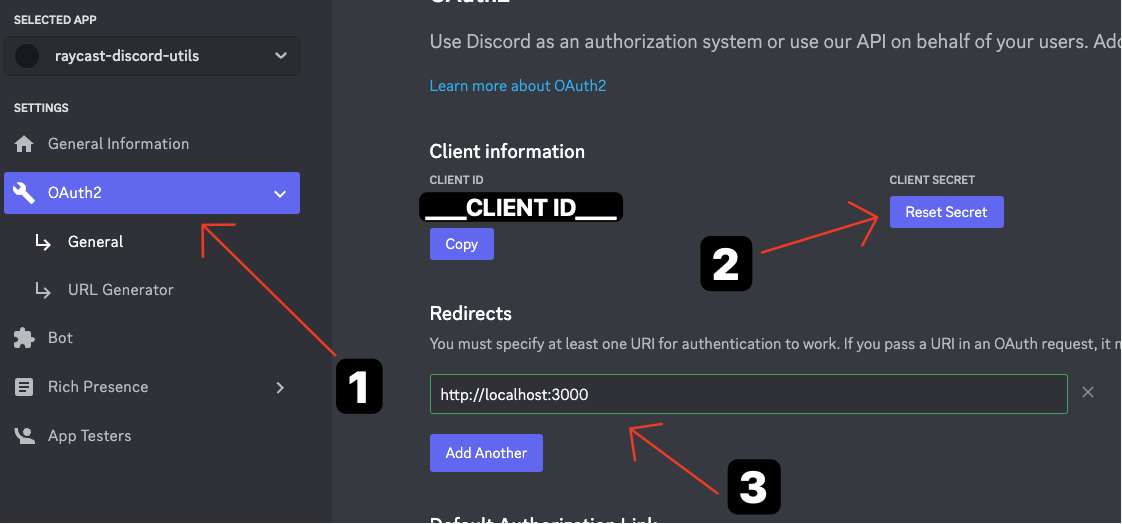 SELECTED APP
raycast-discord-utils
SETTINGS
General Information
OAuth2
General
URL Generator
Bot
Rich Presence
App Testers
1
OAuth2
Use Discord as an authorization system or use our API on behalf of your users. Add
Learn more about OAuth2
Client information
CLIENT ID
___CLIENT ID___
Copy
CLIENT SECRET
Reset Secret
2
Redirects
You must specify at least one URI for authentication to work. If you pass a URI in an OAuth request, it
http://localhost:3000
Add Another
3
Default Authorization Link